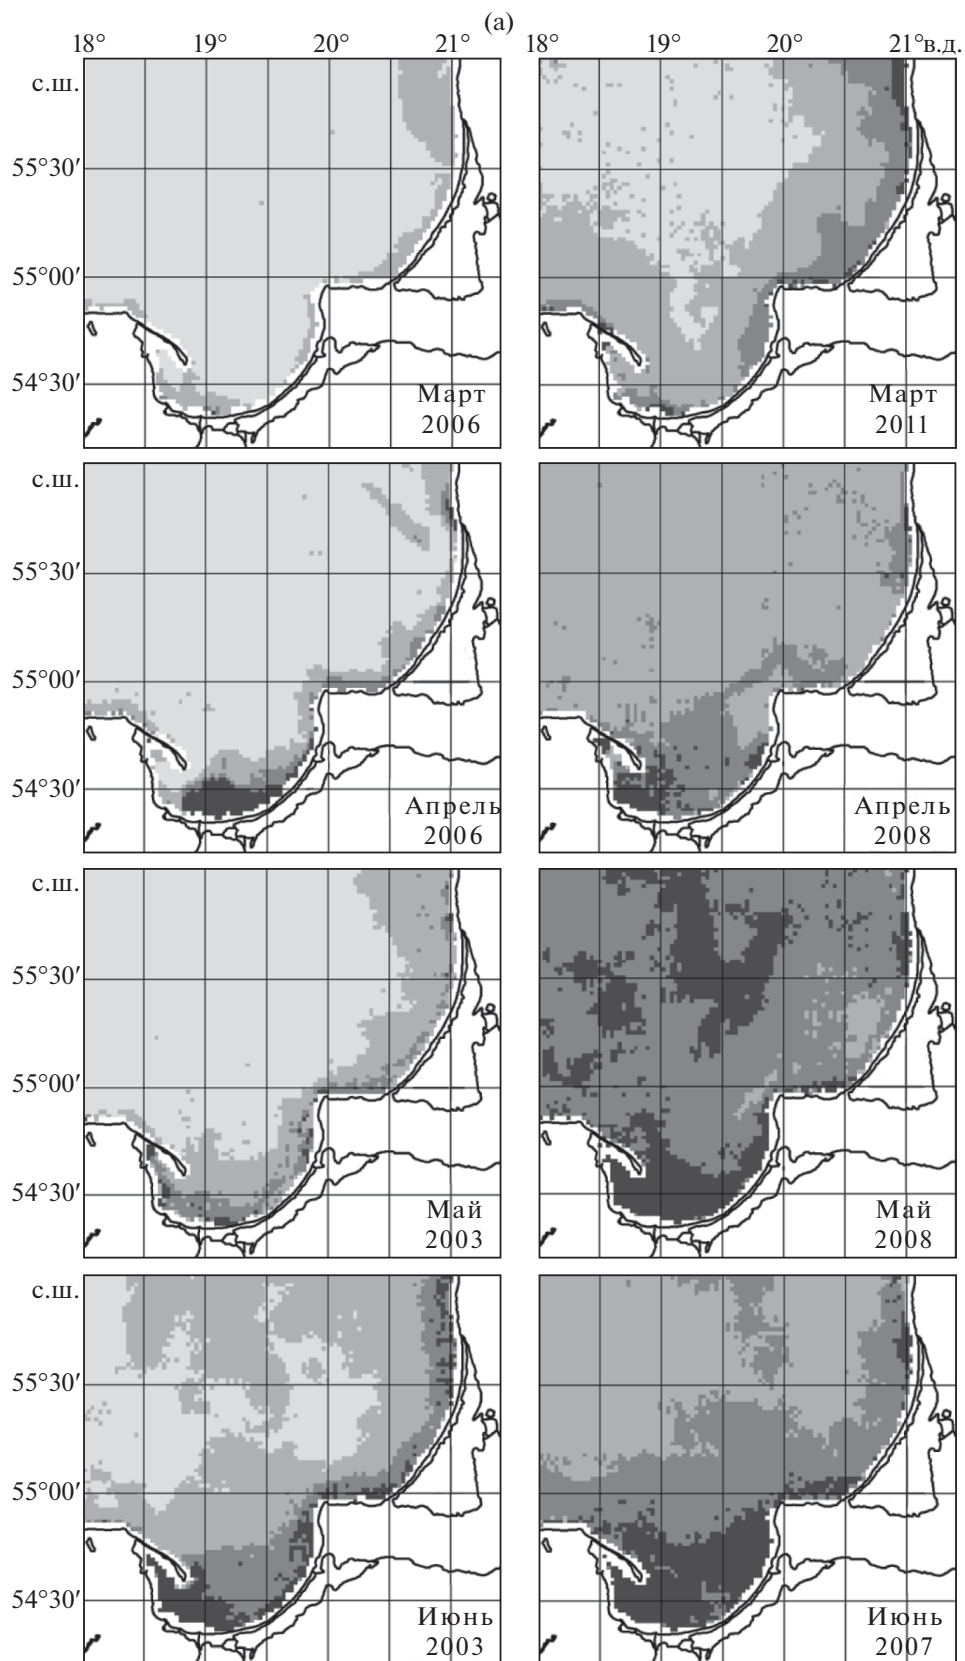 (а)
18° 19° 20° 21° 18° 19° 20° 21°в.д.
с.ш.
55°30′
55°00′
54°30′
Март
2006
Март
2011
с.ш.
55°30′
55°00′
54°30′
Апрель
2006
Апрель
2008
с.ш.
55°30′
55°00′
54°30′
Май
2003
Май
2008
с.ш.
55°30′
55°00′
54°30′
Июнь
2003
Июнь
2007